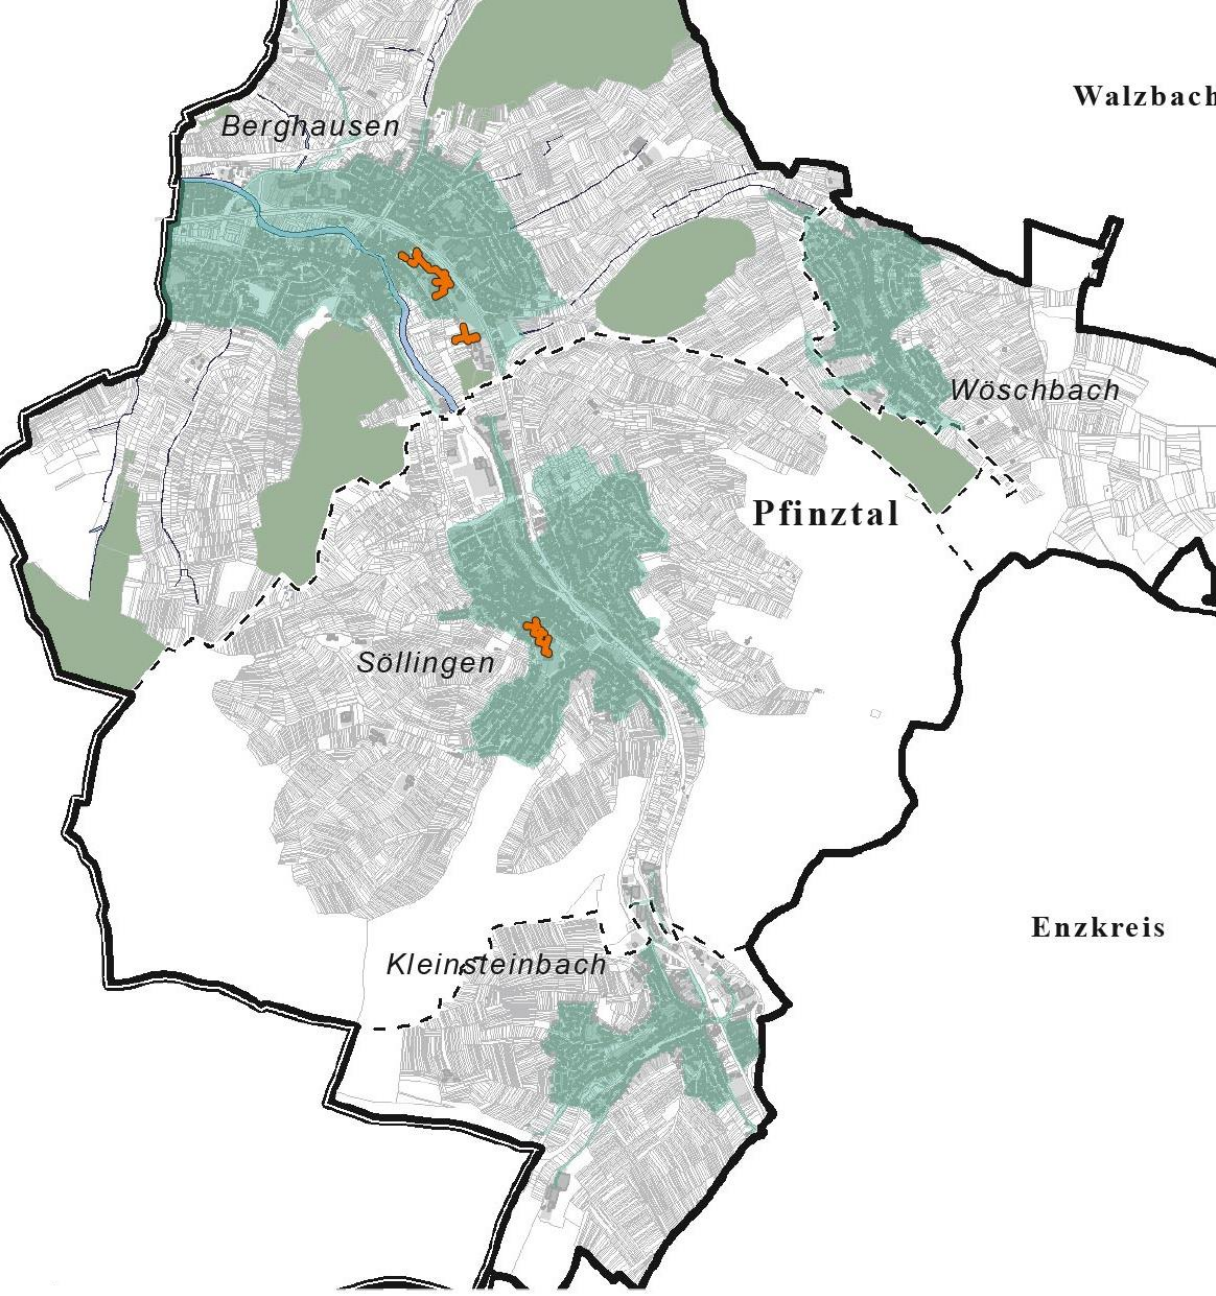 Walzbach
Berghausen
Wöschbach
Pfinztal
Söllingen
Enzkreis
Kleinsteinbach